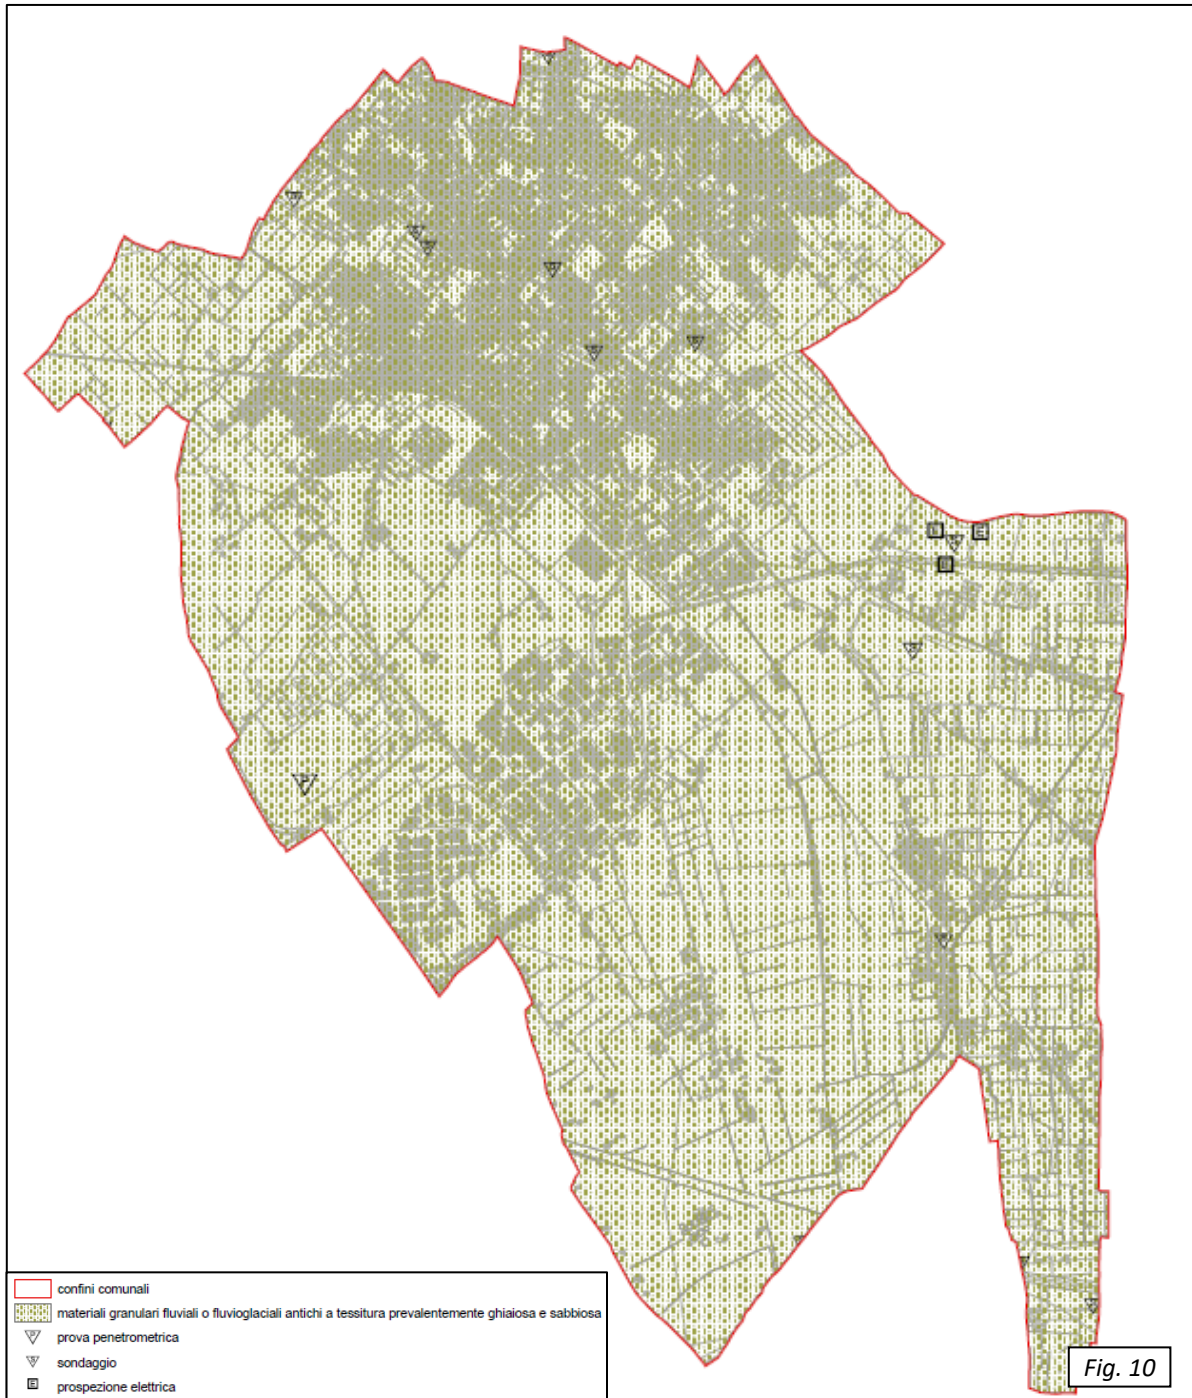 confini comunali
materiali granulari fluviali o fluvioglaciali antichi a tessitura prevalentemente ghiaiosa e sabbiosa
prova penetrometrica
sondaggio
E prospezione elettrica
Fig. 10